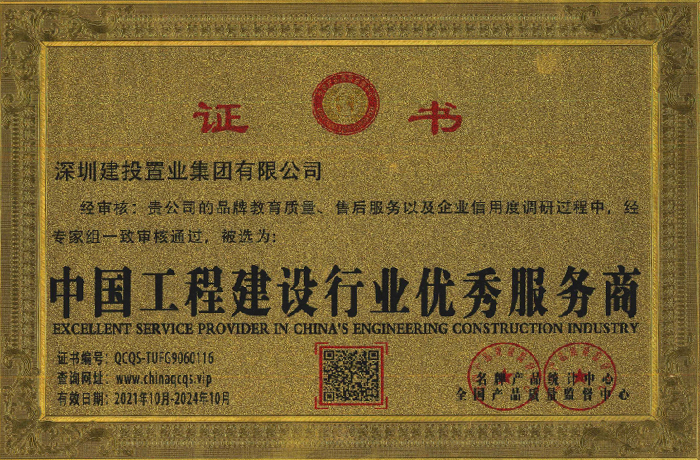 证 书
深圳建投置业集团有限公司
经审核：贵公司的品牌教育质量、售后服务以及企业信用度调研过程中，经
专家组一致审核通过，被选为：
中国工程建设行业优秀服务商
EXCELLENT SERVICE PROVIDER IN CHINA'S ENGINEERING CONSTRUCTION INDUSTRY
证书编号：QCQS-TUFG9060116
查询网址：www.chinaqcqs.vip
有效日期：2021年10月-2024年10月
名牌产品统计中心
全国产品质量监督中心